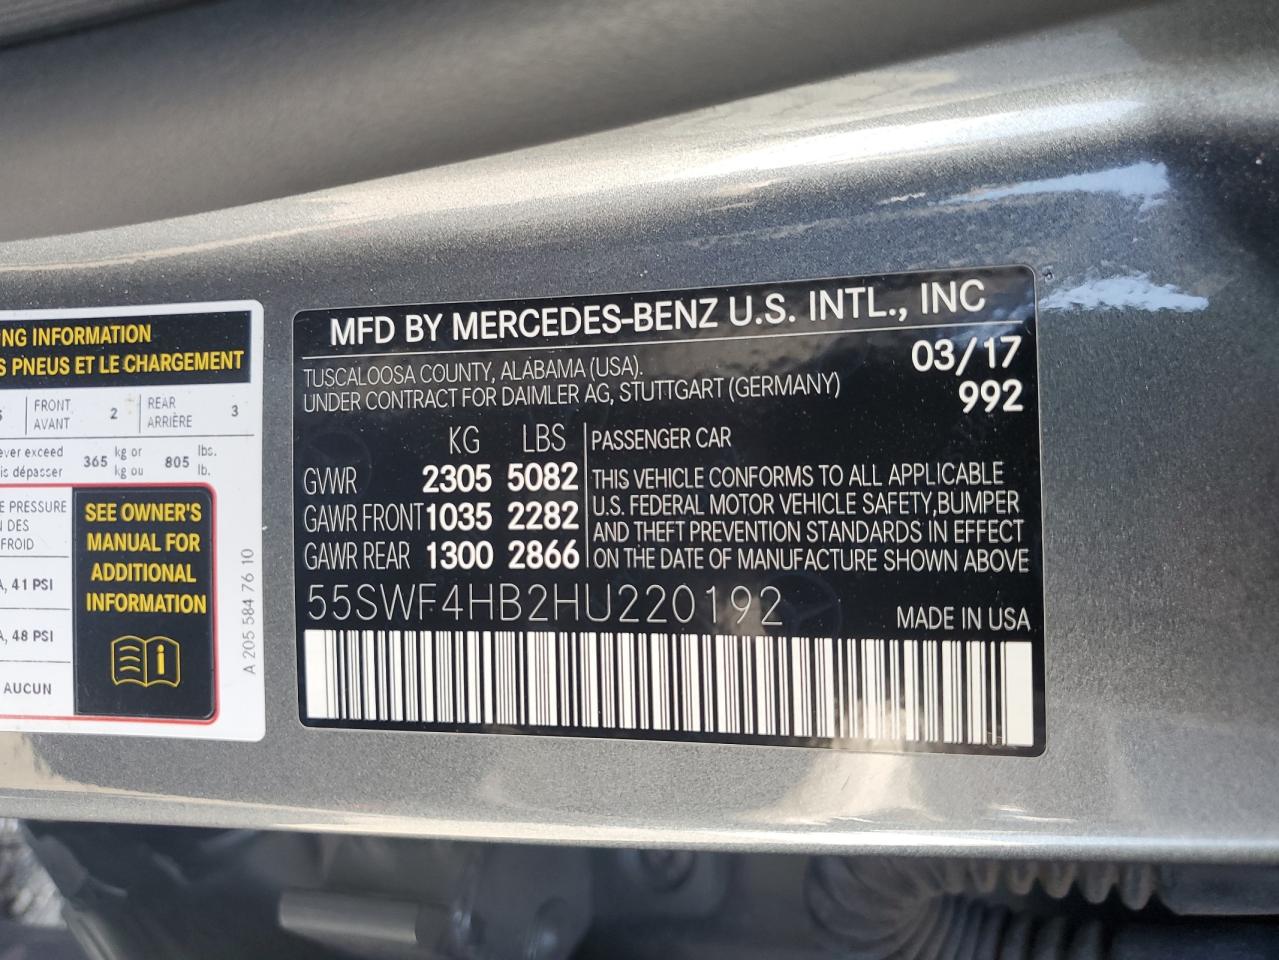 NG INFORMATION
S PNEUS ET LE CHARGEMENT
FRONT AVANT 2 REAR ARRIÈRE 3
ever exceed 365 kg or 805 lbs.
is dépasser kg ou lb.
E PRESSURE
N DES
FROID
A, 41 PSI
A, 48 PSI
AUCUN
SEE OWNER'S
MANUAL FOR
ADDITIONAL
INFORMATION
A 205 584 76 10
MFD BY MERCEDES-BENZ U.S. INTL., INC
TUSCALOOSA COUNTY, ALABAMA (USA).
UNDER CONTRACT FOR DAIMLER AG, STUTTGART (GERMANY)
03/17
992
KG LBS
GVWR 2305 5082
GAWR FRONT 1035 2282
GAWR REAR 1300 2866
PASSENGER CAR
THIS VEHICLE CONFORMS TO ALL APPLICABLE
U.S. FEDERAL MOTOR VEHICLE SAFETY,BUMPER
AND THEFT PREVENTION STANDARDS IN EFFECT
ON THE DATE OF MANUFACTURE SHOWN ABOVE
55SWF4HB2HU220192
MADE IN USA